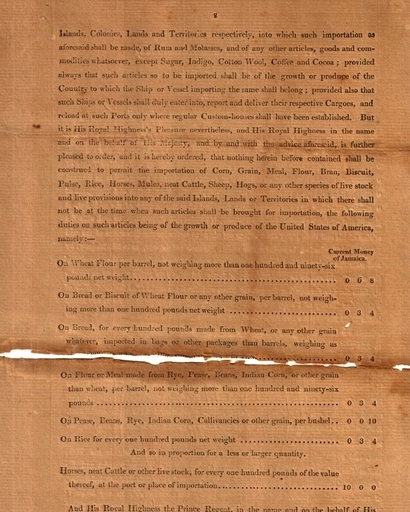 Islands, Colonies, Lands and Territories respectively, into which such importation as
aforesaid shall be made, of Rum and Molasses, and of any other articles, goods and com-
modities whatsoever, except Sugar, Indigo, Cotton Wool, Coffee and Cocoa; provided
always that such articles so to be imported shall be of the growth or produce of the
Country to which the Ship or Vessel importing the same shall belong; provided also that
such Ships or Vessels shall duly enter into, report and deliver their respective Cargoes, and
reload at such Ports only where regular Custom-houses shall have been established. But
it is His Royal Highness's Pleasure nevertheless, and His Royal Highness in the name
and on the behalf of His Majesty, and by and with the advice aforesaid, is further
pleased to order, and it is hereby ordered, that nothing herein before contained shall be
construed to permit the importation of Corn, Grain, Meal, Flour, Bran, Biscuit,
Pulse, Rice, Horses, Mules, neat Cattle, Sheep, Hogs, or any other species of live stock
and live provisions into any of the said Islands, Lands or Territories in which there shall
not be at the time when such articles shall be brought for importation, the following
duties on such articles being of the growth or produce of the United States of America,
namely:—
Current Money
of Jamaica.
On Wheat Flour per barrel, not weighing more than one hundred and ninety-six
pounds net weight........ 0 6 8
On Bread or Biscuit of Wheat Flour or any other grain, per barrel, not weigh-
ing more than one hundred pounds net weight ........ 0 3 4
On Bread, for every hundred pounds made from Wheat, or any other grain
whatever, imported in bags or other packages than barrels, weighing as
........ 0 3 4
On Flour or Meal made from Rye, Pease, Beans, Indian Corn, or other grain
than wheat, per barrel, not weighing more than one hundred and ninety-six
pounds ........ 0 3 4
On Pease, Beans, Rye, Indian Corn, Callivancies or other grain, per bushel.. 0 0 10
On Rice for every one hundred pounds net weight ........ 0 3 4
And so in proportion for a less or larger quantity.
Horses, neat Cattle or other live stock, for every one hundred pounds of the value
thereof, at the port or place of importation........ 10 0 0
And His Royal Highness the Prince Regent, in the name and on the behalf of His